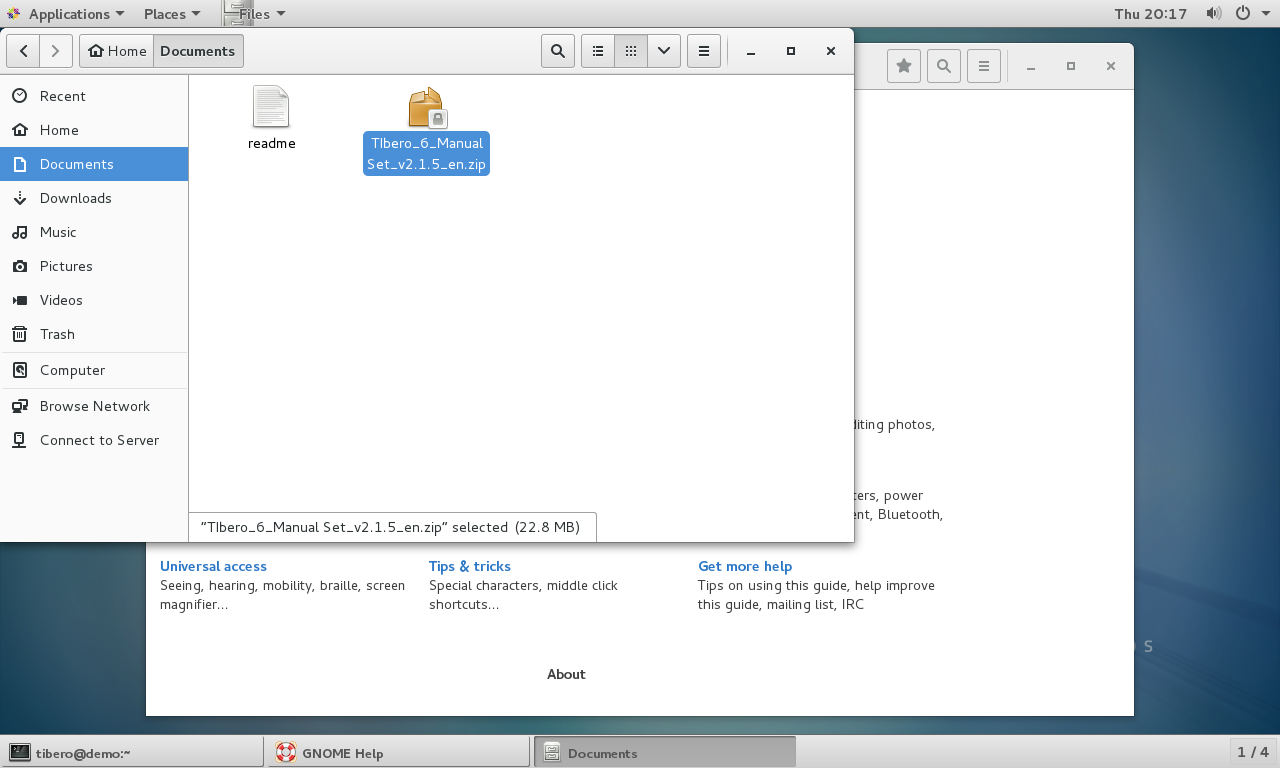 Applications Places Files Thu 20:17
Home Documents
Recent
Home
Documents
Downloads
Music
Pictures
Videos
Trash
Computer
Browse Network
Connect to Server
readme
TIbero_6_Manual
Set_v2.1.5_en.zip
"TIbero_6_Manual Set_v2.1.5_en.zip" selected (22.8 MB)
diting photos,
ters, power
nt, Bluetooth,
Universal access
Seeing, hearing, mobility, braille, screen
magnifier...
Tips & tricks
Special characters, middle click
shortcuts...
Get more help
Tips on using this guide, help improve
this guide, mailing list, IRC
About
S
tibero@demo:~ GNOME Help Documents 1 / 4